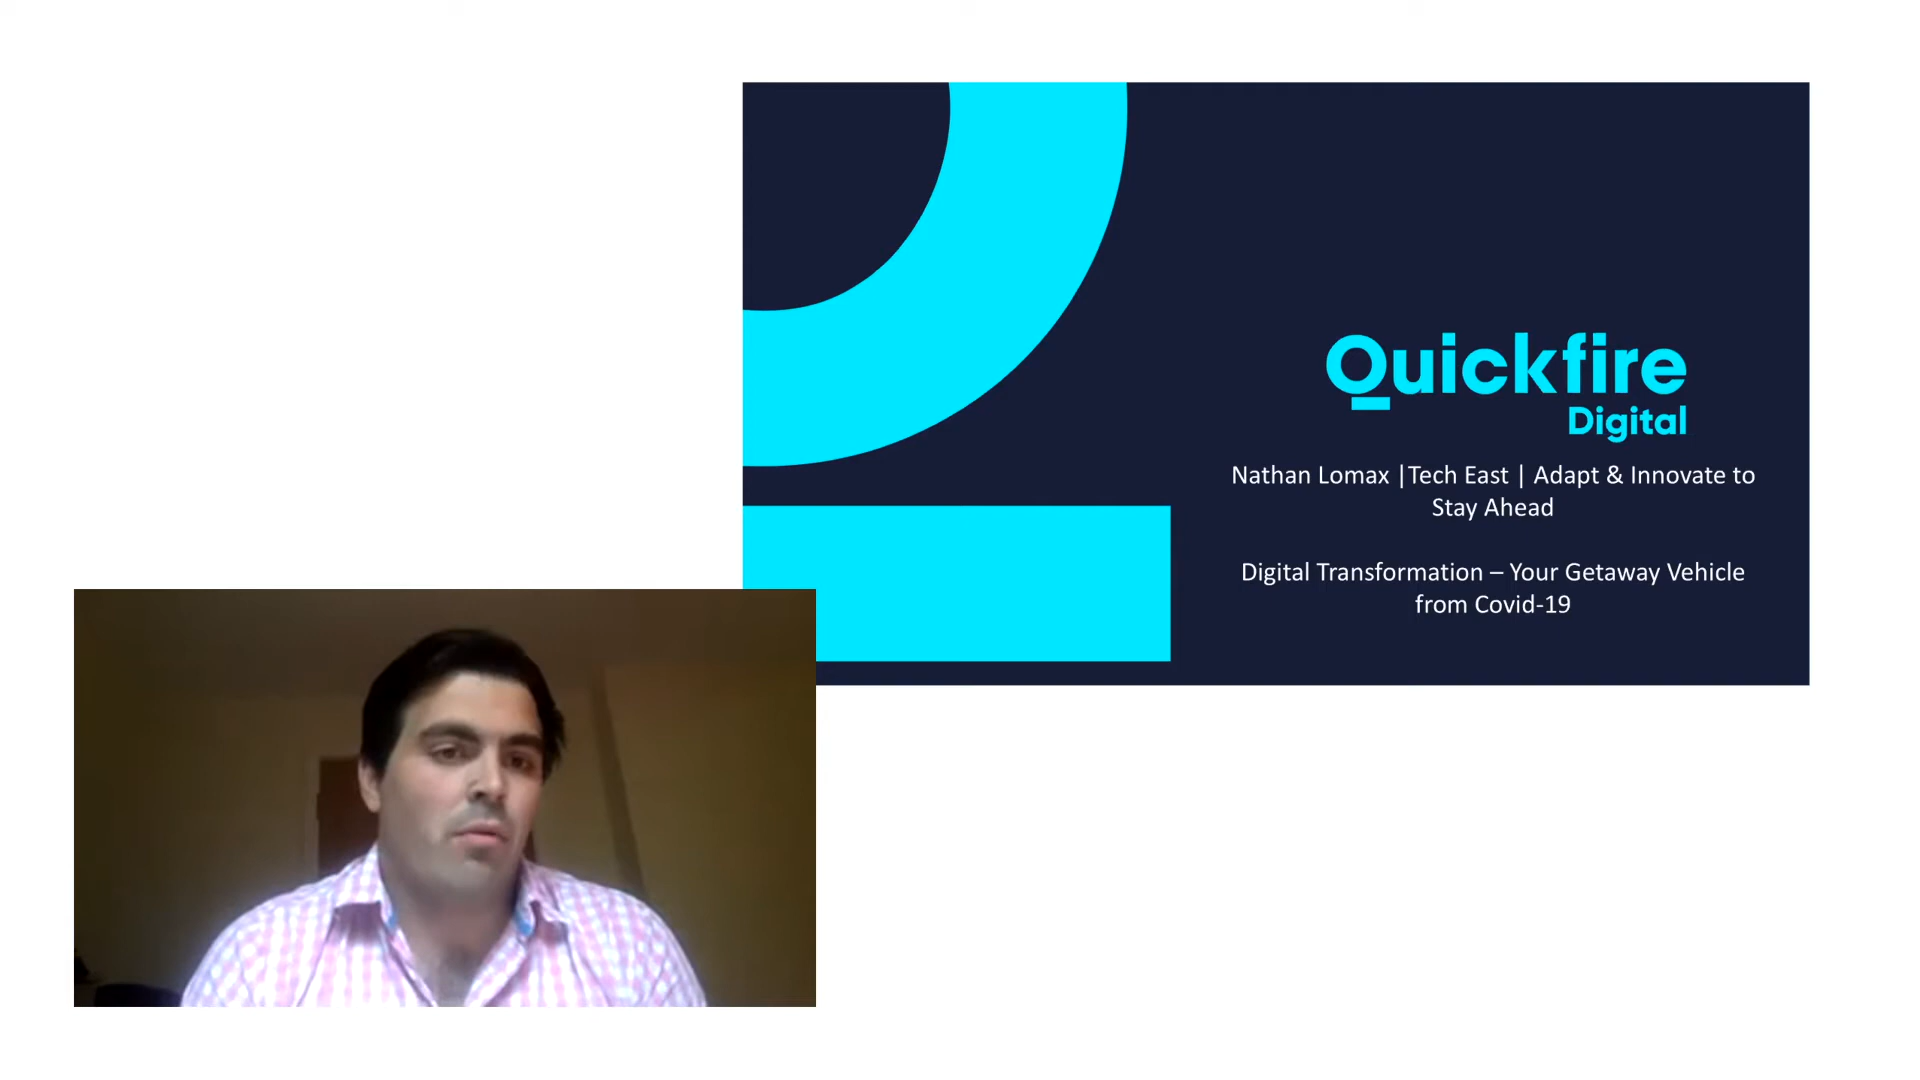 Quickfire
Digital
Nathan Lomax |Tech East | Adapt & Innovate to
Stay Ahead
Digital Transformation – Your Getaway Vehicle
from Covid-19